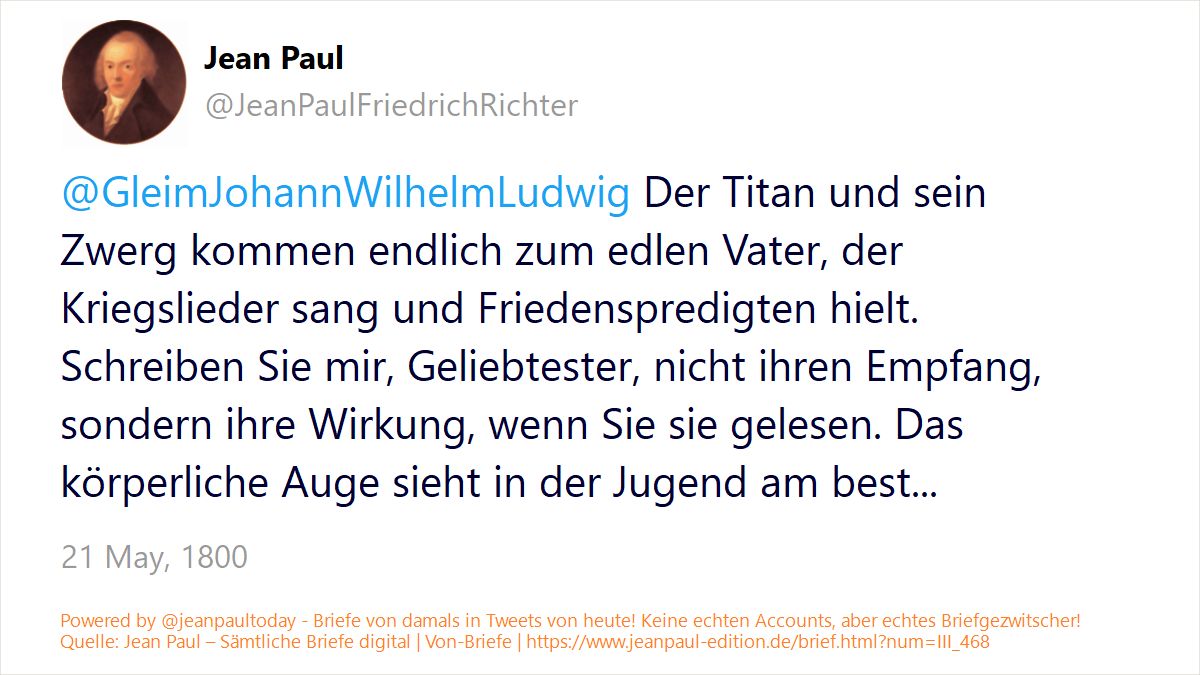 Jean Paul
@JeanPaulFriedrichRichter
@GleimJohannWilhelmLudwig Der Titan und sein
Zwerg kommen endlich zum edlen Vater, der
Kriegslieder sang und Friedenspredigten hielt.
Schreiben Sie mir, Geliebtester, nicht ihren Empfang,
sondern ihre Wirkung, wenn Sie sie gelesen. Das
körperliche Auge sieht in der Jugend am best...
21 May, 1800
Powered by @jeanpaultoday - Briefe von damals in Tweets von heute! Keine echten Accounts, aber echtes Briefgezwitscher!
Quelle: Jean Paul – Sämtliche Briefe digital | Von-Briefe | https://www.jeanpaul-edition.de/brief.html?num=III_468